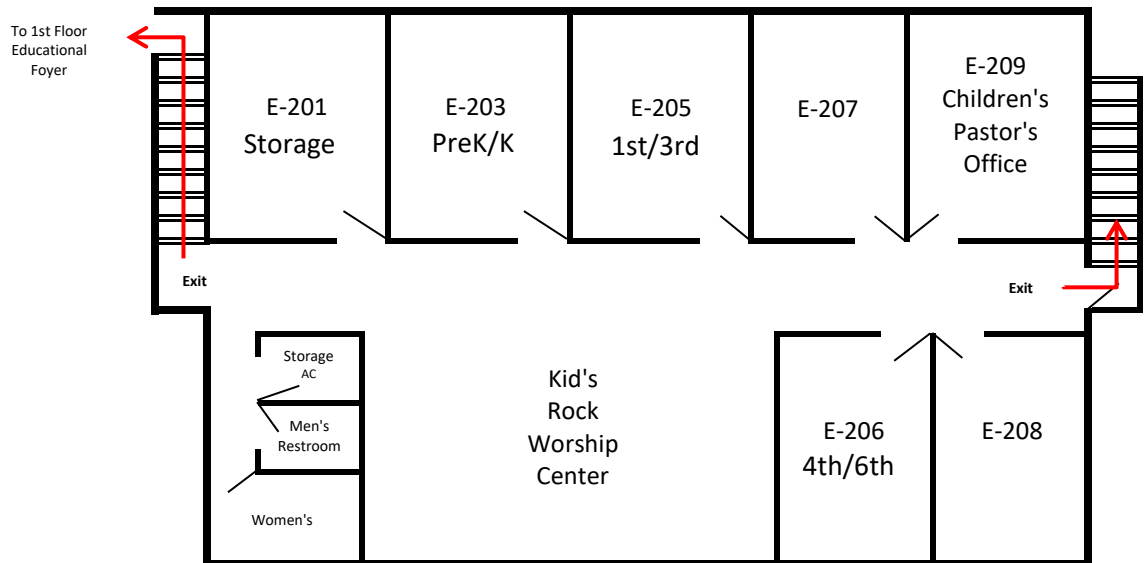 To 1st Floor
Educational
Foyer
E-201
Storage
E-203
PreK/K
E-205
1st/3rd
E-207
E-209
Children's
Pastor's
Office
Exit
Exit
Storage
AC
Men's
Restroom
Women's
Kid's
Rock
Worship
Center
E-206
4th/6th
E-208